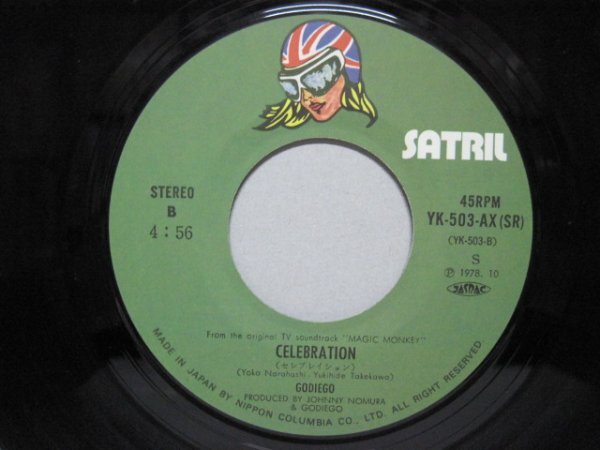 SATRIL
STEREO
B
4:56
45RPM
YK-503-AX(SR)
(YK-503-B)
S
Ⓟ 1978. 10
JASRAC
From the original TV soundtrack "MAGIC MONKEY"
CELEBRATION
(セレブレイション)
(Yoko Narahashi・Yukihide Takekawa)
GODIEGO
PRODUCED BY JOHNNY NOMURA
& GODIEGO
MADE IN JAPAN BY NIPPON COLUMBIA CO., LTD. ALL RIGHT RESERVED